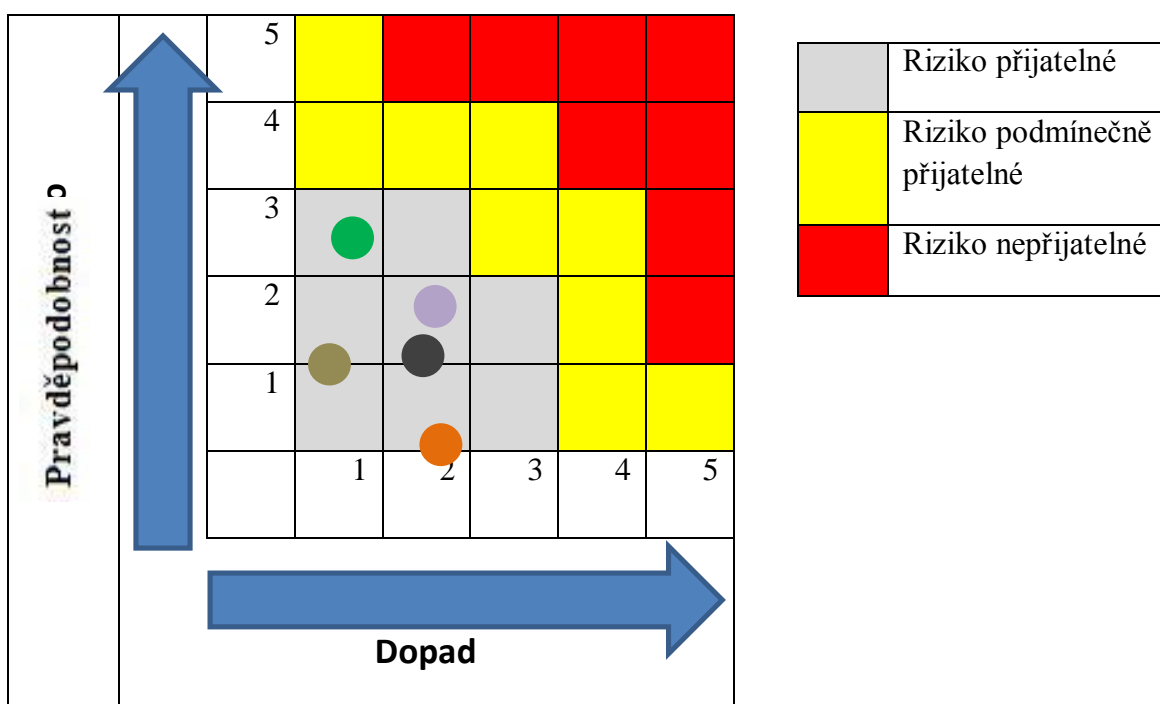 5
4
3
2
1
1 2 3 4 5
Pravděpodobnost
Dopad
Riziko přijatelné
Riziko podmínečně
přijatelné
Riziko nepřijatelné